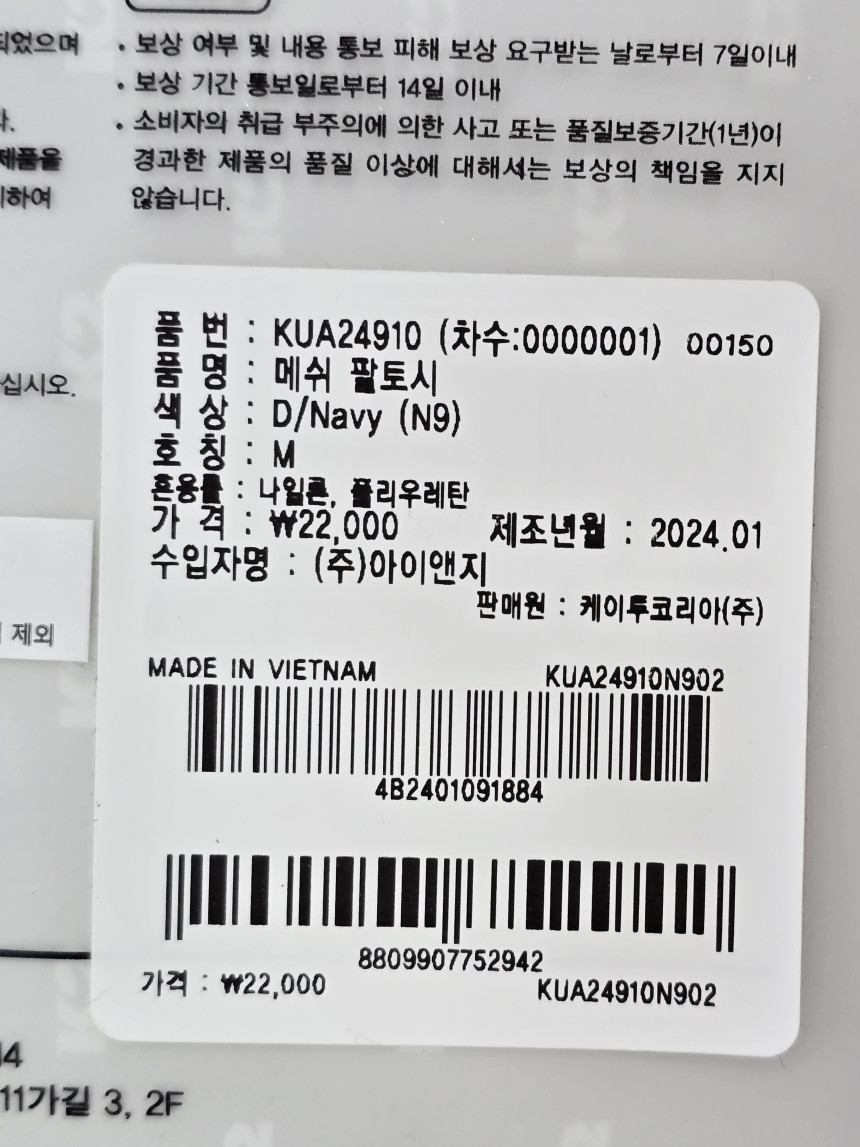 되었으며
• 보상 여부 및 내용 통보 피해 보상 요구받는 날로부터 7일이내
• 보상 기간 통보일로부터 14일 이내
• 소비자의 취급 부주의에 의한 사고 또는 품질보증기간(1년)이
제품을
경과한 제품의 품질 이상에 대해서는 보상의 책임을 지지
하여
않습니다.
품 번 : KUA24910 (차수:0000001) 00150
품 명 : 메쉬 팔토시
십시오.
색 상 : D/Navy (N9)
호 칭 : M
혼용률 : 나일론, 폴리우레탄
가 격 : ₩22,000 제조년월 : 2024.01
수입자명 : (주)아이앤지
판매원 : 케이투코리아(주)
제외
MADE IN VIETNAM KUA24910N902
4B2401091884
8809907752942
가격 : ₩22,000 KUA24910N902
14
11가길 3, 2F